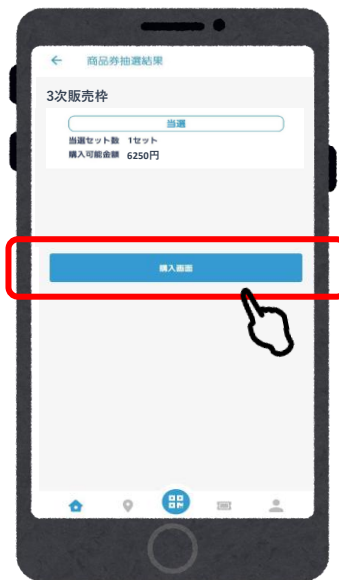 商品券抽選結果
3次販売枠
当選
当選セット数 1セット
購入可能金額 6250円
購入画面